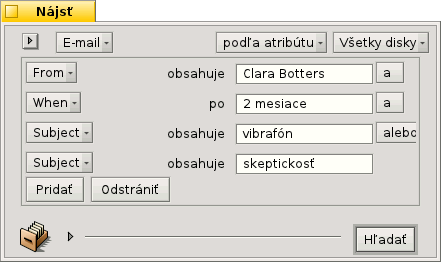 Nájsť
E-mail podľa atribútu Všetky disky
From obsahuje Clara Botters a
When po 2 mesiace a
Subject obsahuje vibrafón alebo
Subject obsahuje skeptickosť
Pridať Odstrániť
Hľadať